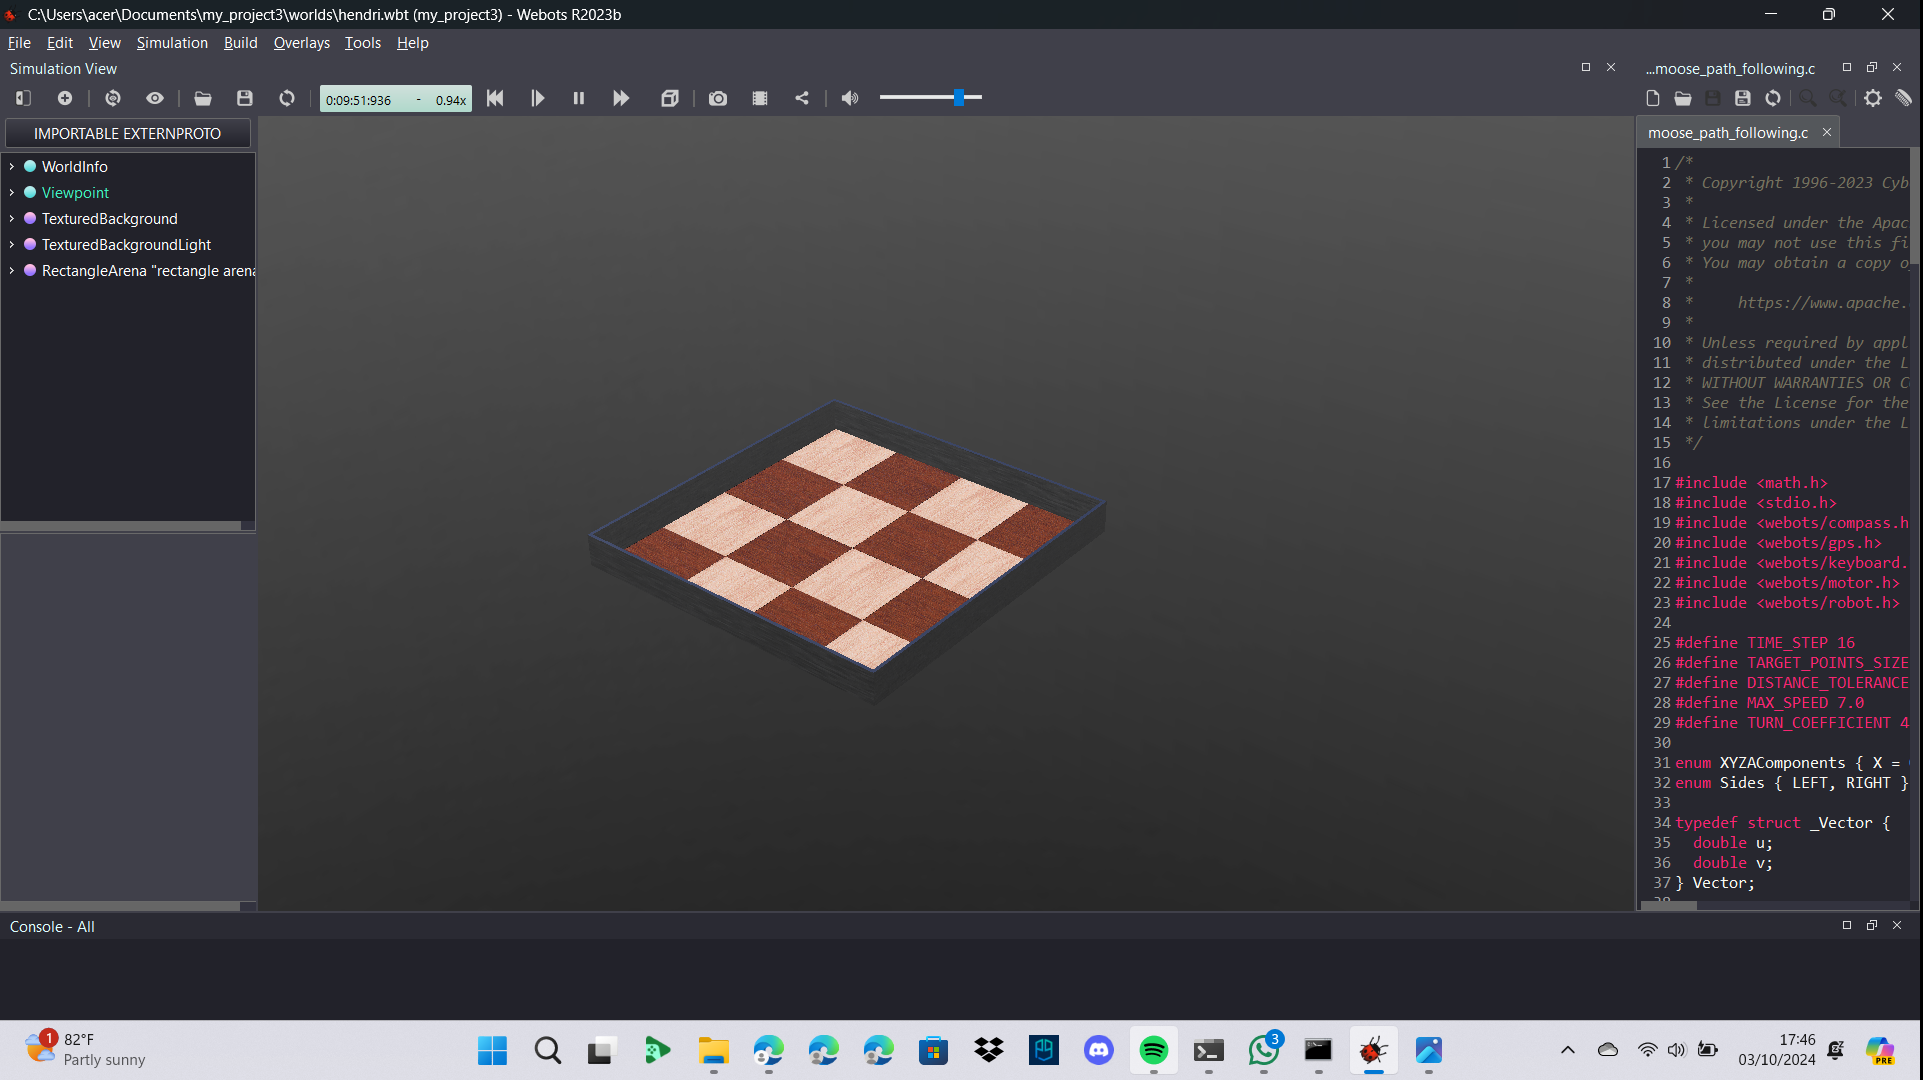 C:\Users\acer\Documents\my_project3\worlds\hendri.wbt (my_project3) - Webots R2023b
File Edit View Simulation Build Overlays Tools Help
Simulation View
0:09:51:936 - 0.94x
IMPORTABLE EXTERNPROTO
WorldInfo
Viewpoint
TexturedBackground
TexturedBackgroundLight
RectangleArena "rectangle arena
...moose_path_following.c
moose_path_following.c
1 /*
2 * Copyright 1996-2023 Cyb
3 *
4 * Licensed under the Apac
5 * you may not use this fi
6 * You may obtain a copy o
7 *
8 * https://www.apache.
9 *
10 * Unless required by appl
11 * distributed under the L
12 * WITHOUT WARRANTIES OR C
13 * See the License for the
14 * limitations under the L
15 */
16
17 #include <math.h>
18 #include <stdio.h>
19 #include <webots/compass.h
20 #include <webots/gps.h>
21 #include <webots/keyboard.
22 #include <webots/motor.h>
23 #include <webots/robot.h>
24
25 #define TIME_STEP 16
26 #define TARGET_POINTS_SIZE
27 #define DISTANCE_TOLERANCE
28 #define MAX_SPEED 7.0
29 #define TURN_COEFFICIENT 4
30
31 enum XYZAComponents { X =
32 enum Sides { LEFT, RIGHT }
33
34 typedef struct _Vector {
35 double u;
36 double v;
37 } Vector;
38
Console - All
1
82°F
Partly sunny
3
17:46
03/10/2024
PRE